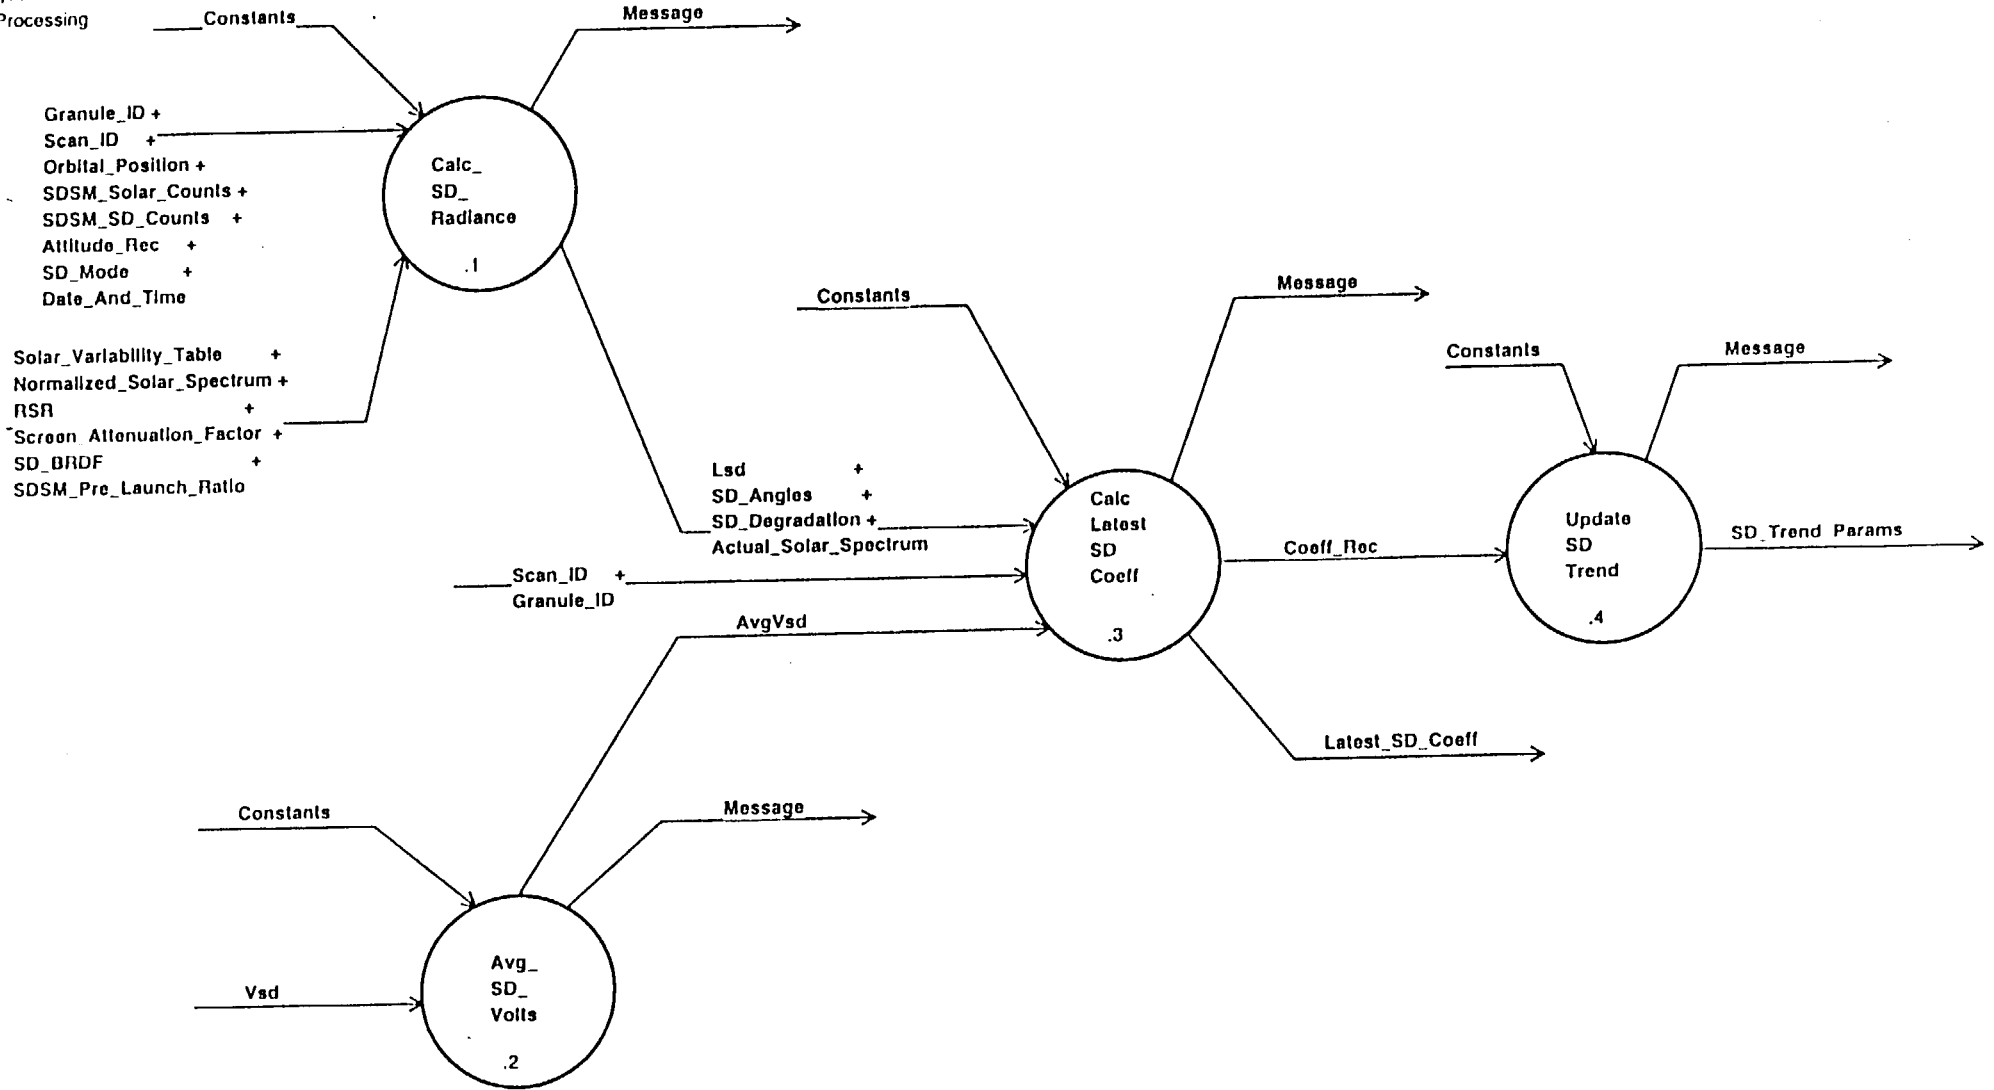 Processing
Constants
Message
Granule_ID +
Scan_ID +
Orbital_Position +
SDSM_Solar_Counts +
SDSM_SD_Counts +
Attitude_Rec +
SD_Mode +
Date_And_Time
Calc_
SD_
Radiance
.1
Solar_Variability_Table +
Normalized_Solar_Spectrum +
RSR +
Screen_Attenuation_Factor +
SD_BRDF +
SDSM_Pre_Launch_Ratio
Constants
Message
Constants
Message
Lsd +
SD_Angles +
SD_Degradation +
Actual_Solar_Spectrum
Scan_ID +
Granule_ID
AvgVsd
Calc
Latest
SD
Coeff
.3
Coeff_Rec
Update
SD
Trend
.4
SD_Trend_Params
Latest_SD_Coeff
Constants
Message
Vsd
Avg_
SD_
Volts
.2